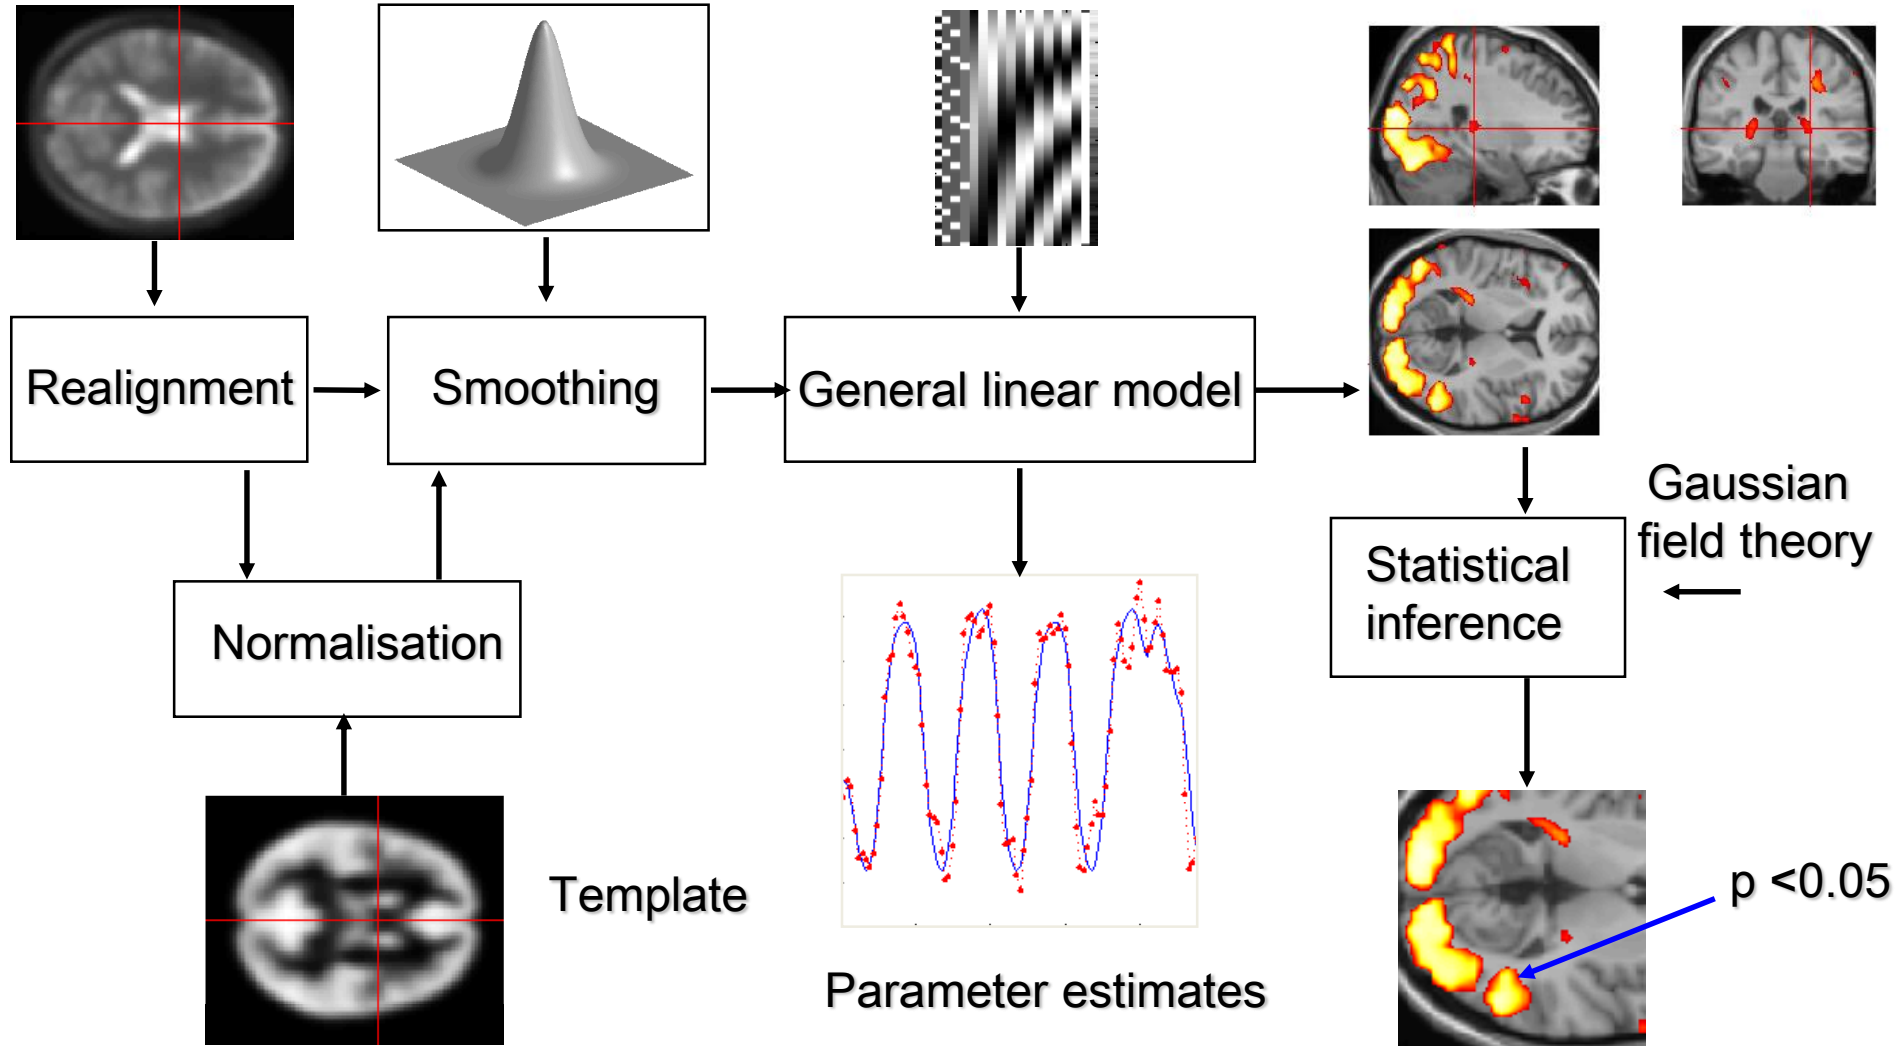 Realignment
Smoothing
General linear model
Gaussian
field theory
Statistical
inference
Normalisation
Template
p <0.05
Parameter estimates